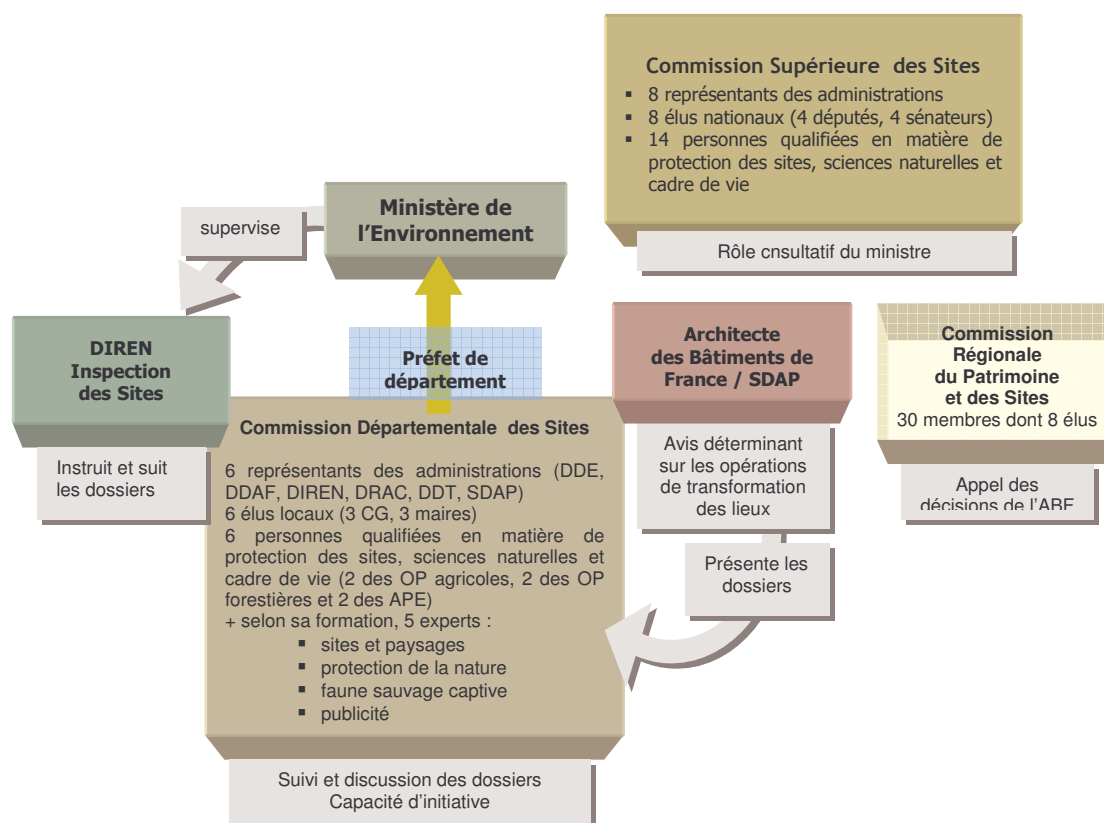 Commission Supérieure des Sites
▪ 8 représentants des administrations
▪ 8 élus nationaux (4 députés, 4 sénateurs)
▪ 14 personnes qualifiées en matière de
protection des sites, sciences naturelles et
cadre de vie
Rôle cnsultatif du ministre
Ministère de
l'Environnement
supervise
DIREN
Inspection
des Sites
Instruit et suit
les dossiers
Préfet de
département
Architecte
des Bâtiments de
France / SDAP
Avis déterminant
sur les opérations
de transformation
des lieux
Présente les
dossiers
Commission
Régionale
du Patrimoine
et des Sites
30 membres dont 8 élus
Appel des
décisions de l'ABF
Commission Départementale des Sites
6 représentants des administrations (DDE,
DDAF, DIREN, DRAC, DDT, SDAP)
6 élus locaux (3 CG, 3 maires)
6 personnes qualifiées en matière de
protection des sites, sciences naturelles et
cadre de vie (2 des OP agricoles, 2 des OP
forestières et 2 des APE)
+ selon sa formation, 5 experts :
▪ sites et paysages
▪ protection de la nature
▪ faune sauvage captive
▪ publicité
Suivi et discussion des dossiers
Capacité d'initiative